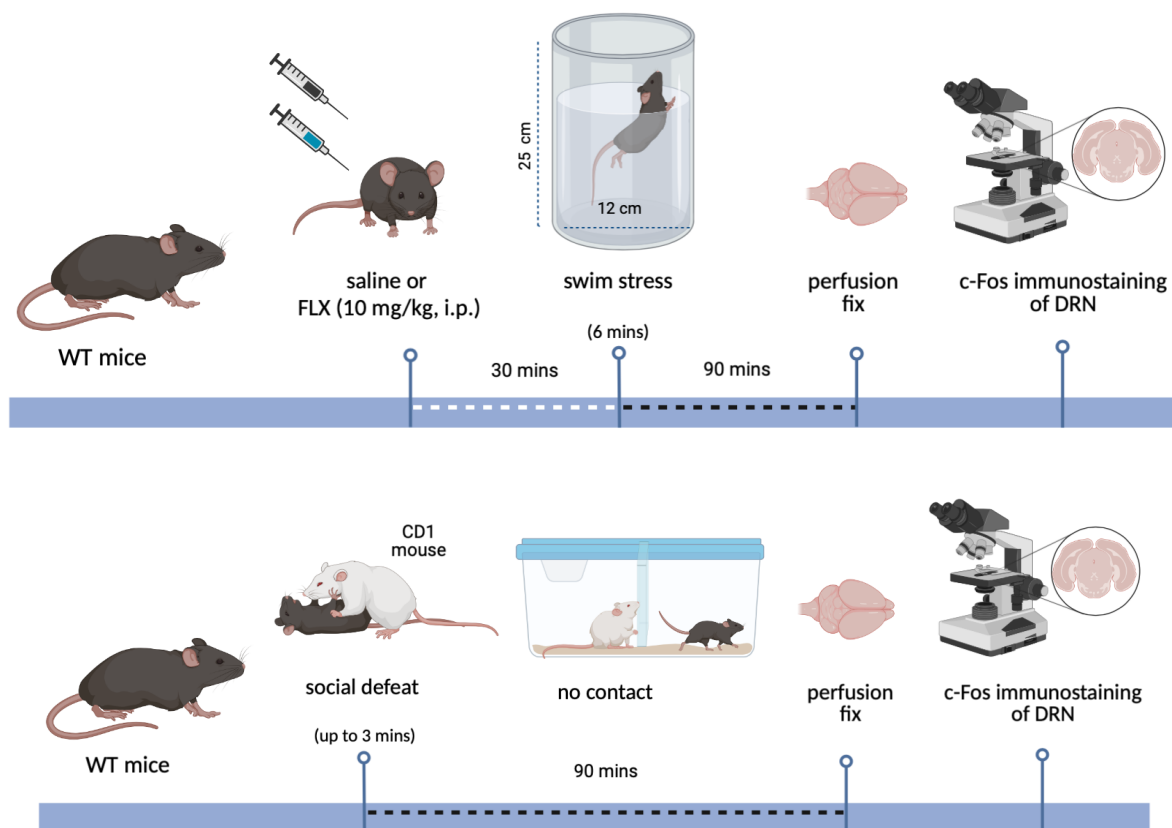 25 cm
12 cm
saline or
FLX (10 mg/kg, i.p.)
swim stress
perfusion
fix
c-Fos immunostaining
of DRN
(6 mins)
WT mice
30 mins
90 mins
CD1
mouse
social defeat
no contact
perfusion
fix
c-Fos immunostaining
of DRN
(up to 3 mins)
WT mice
90 mins